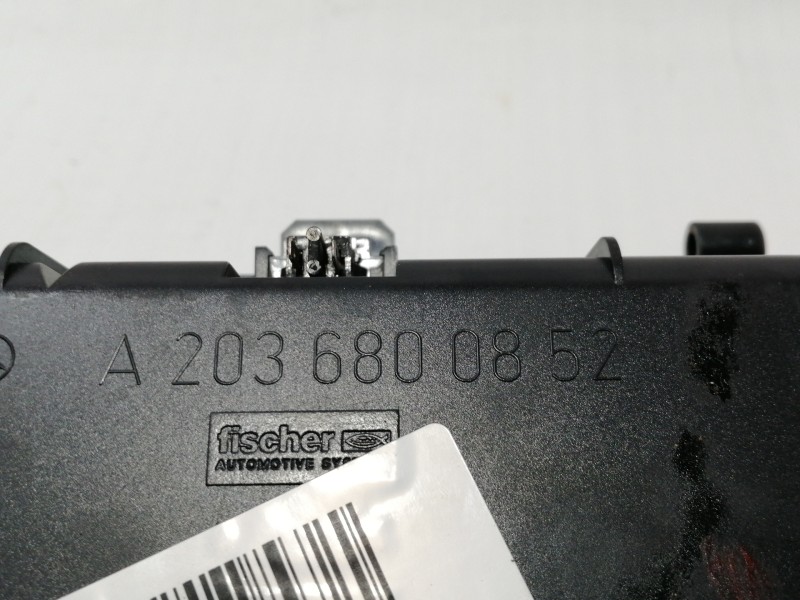 A 203 680 08 52
fischer
AUTOMOTIVE